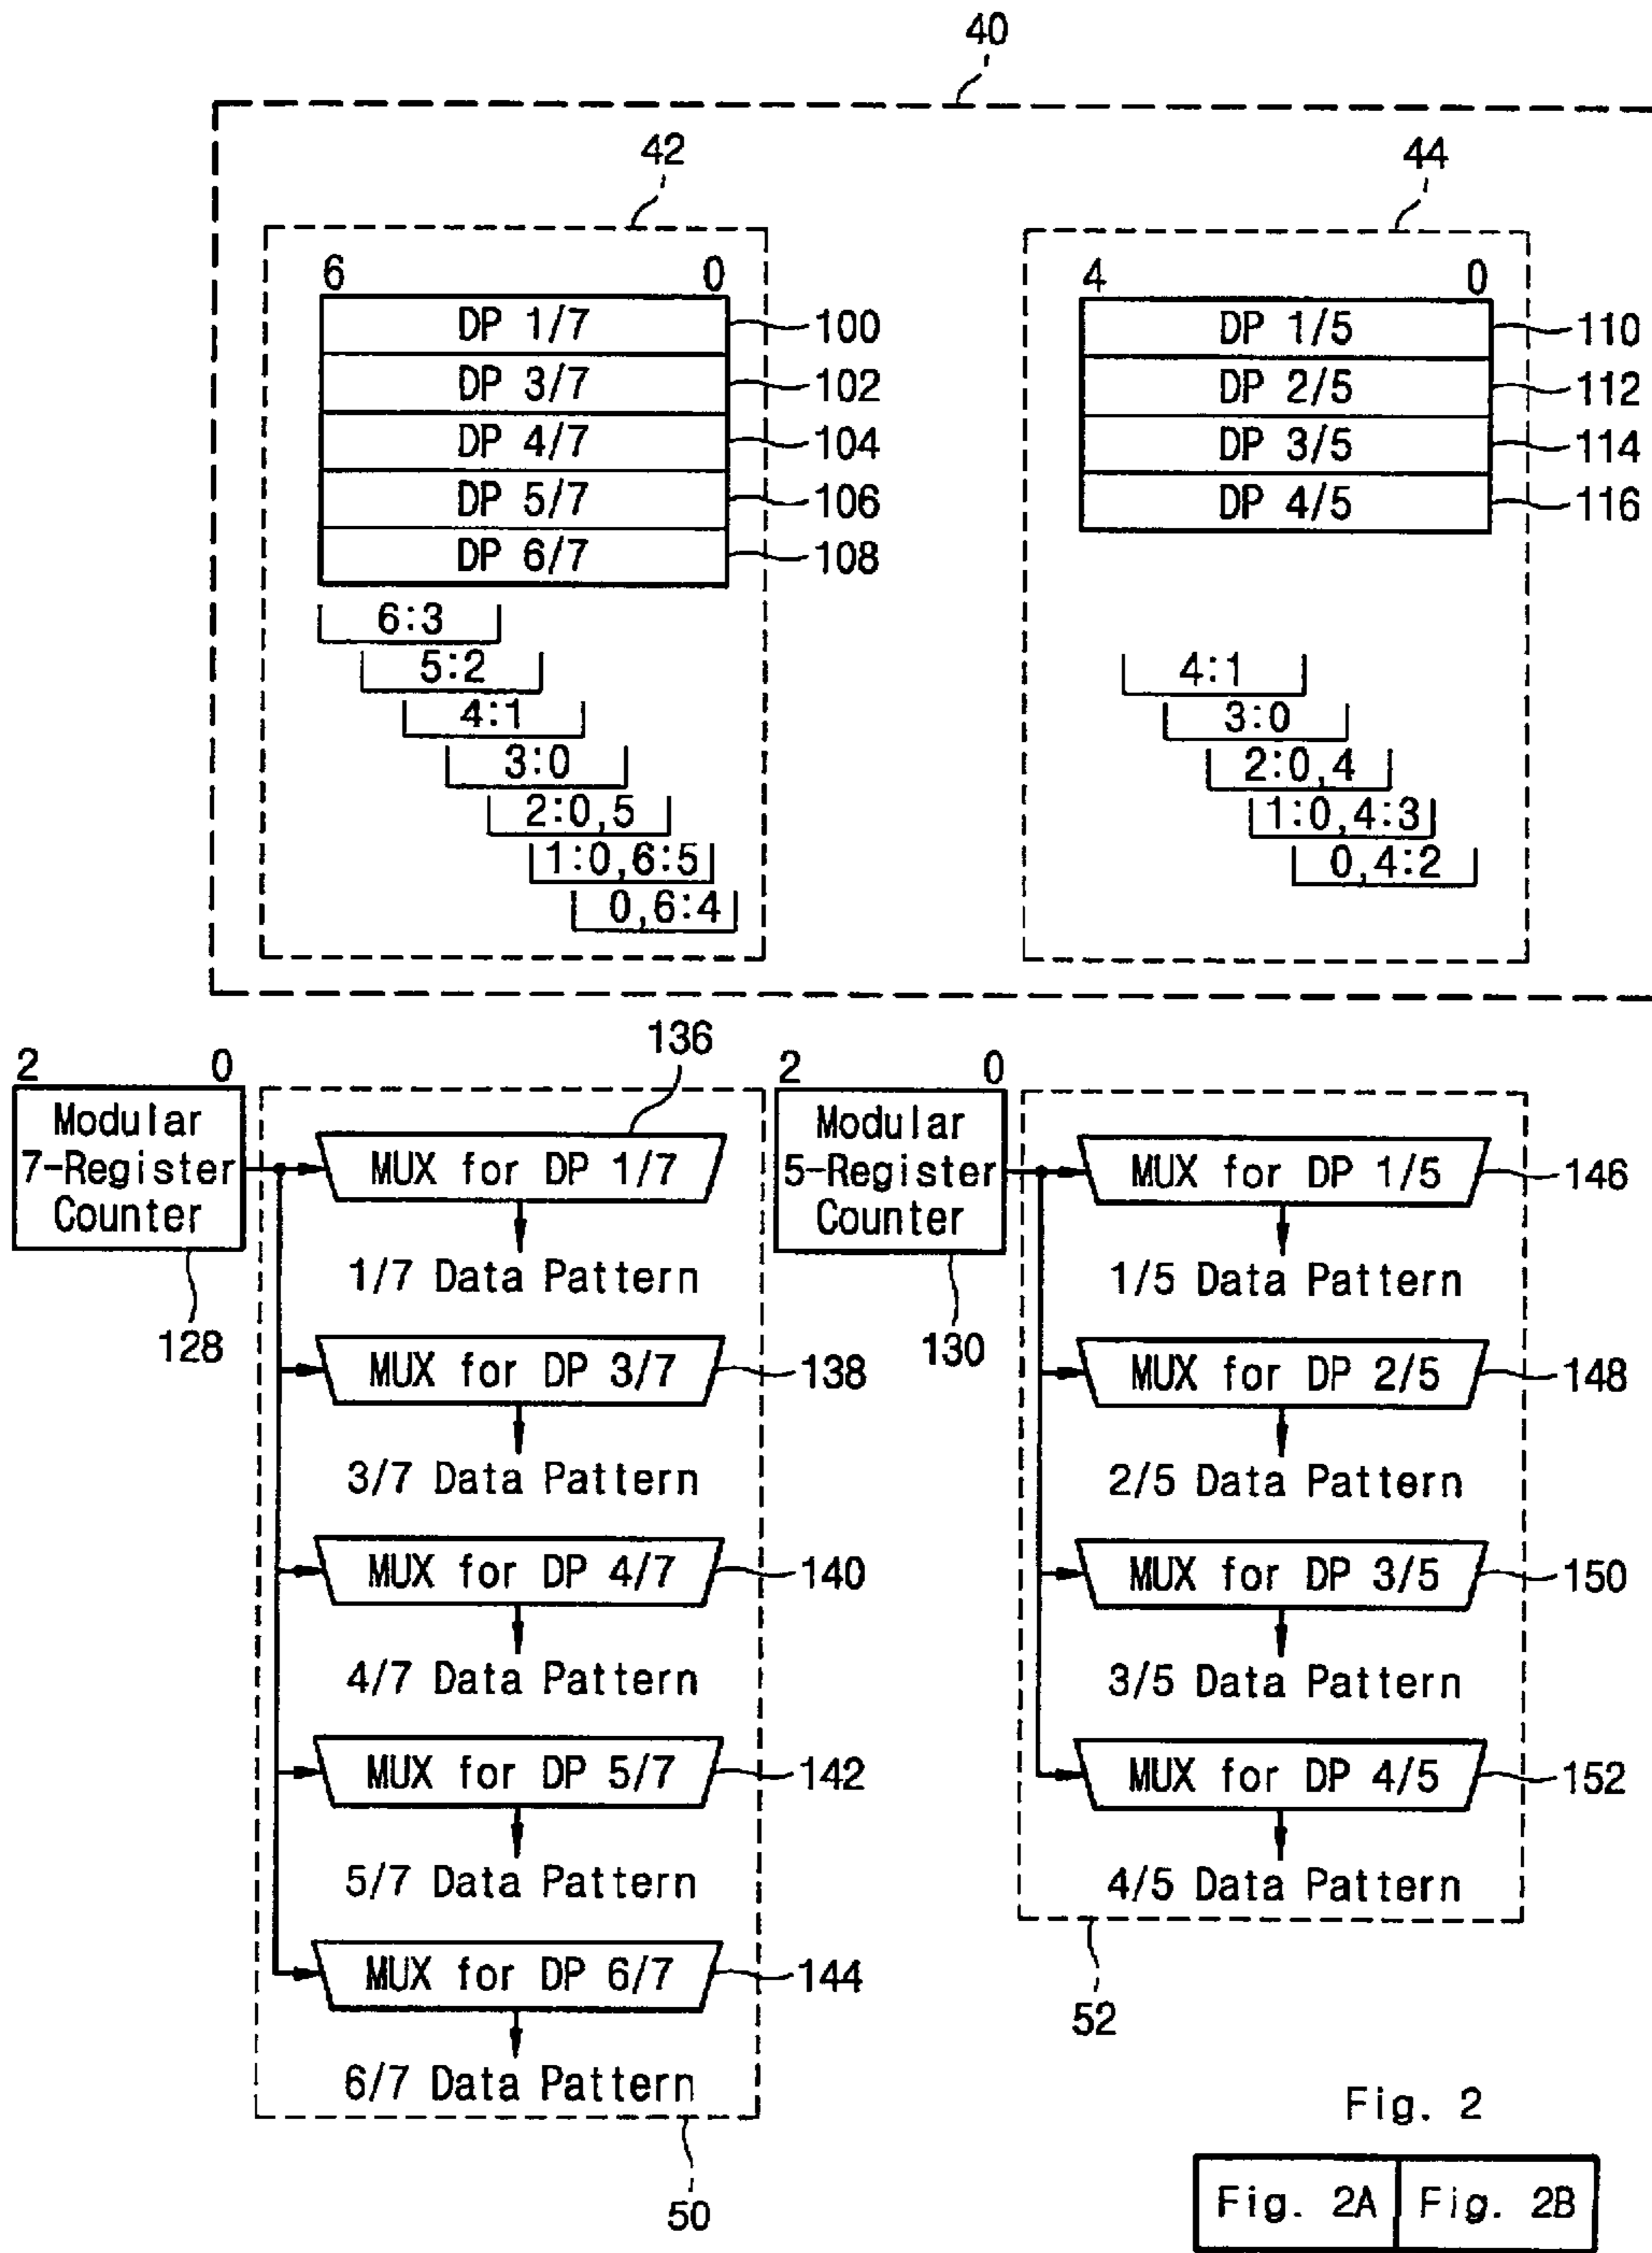 40
42
44
6 0
4 0
DP 1/7
100
DP 3/7
102
DP 4/7
104
DP 5/7
106
DP 6/7
108
DP 1/5
110
DP 2/5
112
DP 3/5
114
DP 4/5
116
6:3
5:2
4:1
3:0
2:0,5
1:0,6:5
0,6:4
4:1
3:0
2:0,4
1:0,4:3
0,4:2
2 0
Modular
7-Register
Counter
128
136
MUX for DP 1/7
1/7 Data Pattern
MUX for DP 3/7
138
3/7 Data Pattern
MUX for DP 4/7
140
4/7 Data Pattern
MUX for DP 5/7
142
5/7 Data Pattern
MUX for DP 6/7
144
6/7 Data Pattern
50
2 0
Modular
5-Register
Counter
130
MUX for DP 1/5
146
1/5 Data Pattern
MUX for DP 2/5
148
2/5 Data Pattern
MUX for DP 3/5
150
3/5 Data Pattern
MUX for DP 4/5
152
4/5 Data Pattern
52
Fig. 2
Fig. 2A
Fig. 2B